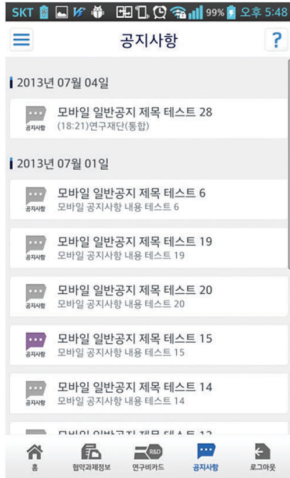 SKT 99% 오후 5:48
공지사항 ?
2013년 07월 04일
모바일 일반공지 제목 테스트 28
공지사항 (18:21)연구재단(통합)
2013년 07월 01일
모바일 일반공지 제목 테스트 6
공지사항 모바일 공지사항 내용 테스트 6
모바일 일반공지 제목 테스트 19
공지사항 모바일 공지사항 내용 테스트 19
모바일 일반공지 제목 테스트 20
공지사항 모바일 공지사항 내용 테스트 20
모바일 일반공지 제목 테스트 15
공지사항 모바일 공지사항 내용 테스트 15
모바일 일반공지 제목 테스트 14
공지사항 모바일 공지사항 내용 테스트 14
R&D
홈 협약과제정보 연구비카드 공지사항 로그아웃